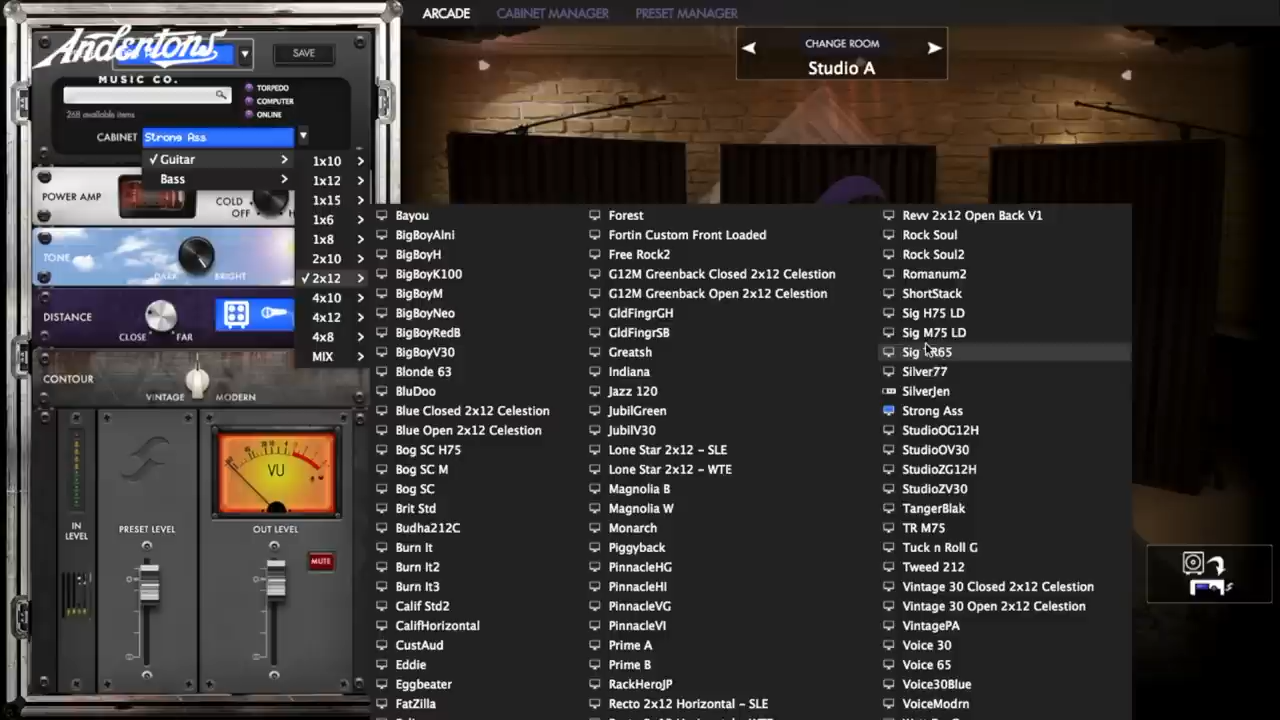 ARCADE
CABINET MANAGER
PRESET MANAGER
Andertons
MUSIC CO.
SAVE
CHANGE ROOM
Studio A
TORPEDO
COMPUTER
ONLINE
268 available items
CABINET Strong Ass
Guitar
Bass
1x10
1x12
1x15
1x6
1x8
2x10
2x12
4x10
4x12
4x8
MIX
POWER AMP
COLD
OFF
TONE
DARK
BRIGHT
DISTANCE
CLOSE
FAR
CONTOUR
VINTAGE
MODERN
VU
IN
LEVEL
PRESET LEVEL
OUT LEVEL
MUTE
Bayou
BigBoyAlni
BigBoyH
BigBoyK100
BigBoyM
BigBoyNeo
BigBoyRedB
BigBoyV30
Blonde 63
BluDoo
Blue Closed 2x12 Celestion
Blue Open 2x12 Celestion
Bog SC H75
Bog SC M
Bog SC
Brit Std
Budha212C
Burn It
Burn It2
Burn It3
Calif Std2
CalifHorizontal
CustAud
Eddie
Eggbeater
FatZilla
Forest
Fortin Custom Front Loaded
Free Rock2
G12M Greenback Closed 2x12 Celestion
G12M Greenback Open 2x12 Celestion
GldFingrGH
GldFingrSB
Greatsh
Indiana
Jazz 120
JubilGreen
JubilV30
Lone Star 2x12 - SLE
Lone Star 2x12 - WTE
Magnolia B
Magnolia W
Monarch
Piggyback
PinnacleHG
PinnacleHI
PinnacleVG
PinnacleVI
Prime A
Prime B
RackHeroJP
Recto 2x12 Horizontal - SLE
Revv 2x12 Open Back V1
Rock Soul
Rock Soul2
Romanum2
ShortStack
Sig H75 LD
Sig M75 LD
Sig R65
Silver77
SilverJen
Strong Ass
StudioOG12H
StudioOV30
StudioZG12H
StudioZV30
TangerBlak
TR M75
Tuck n Roll G
Tweed 212
Vintage 30 Closed 2x12 Celestion
Vintage 30 Open 2x12 Celestion
VintagePA
Voice 30
Voice 65
Voice30Blue
VoiceModrn